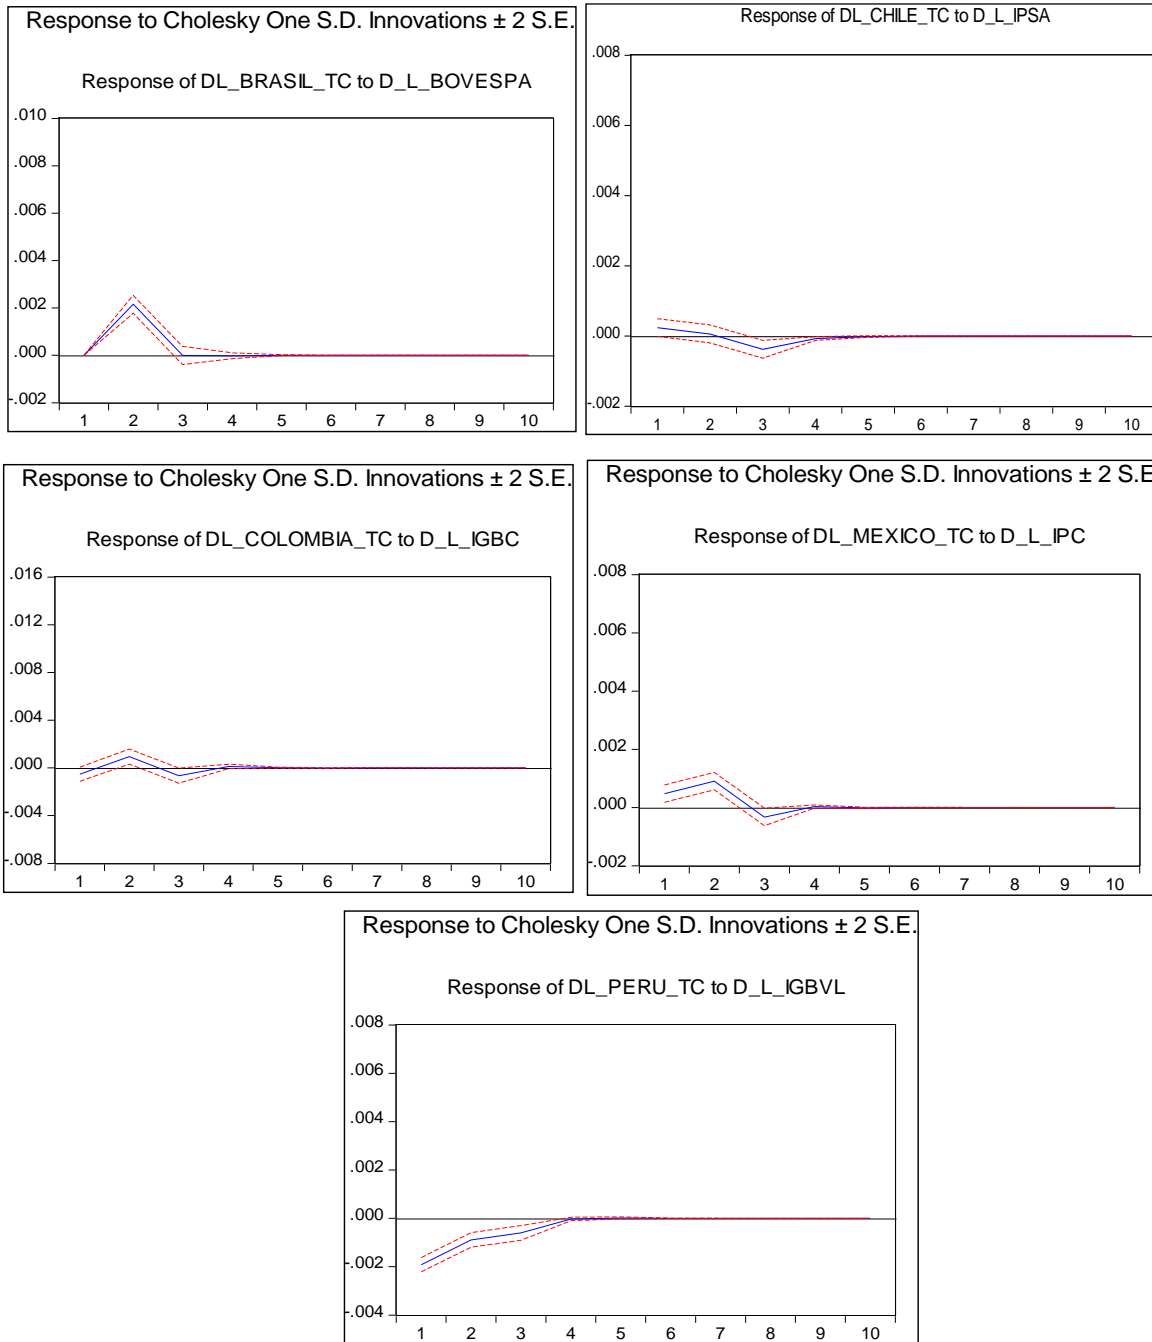 Response to Cholesky One S.D. Innovations ± 2 S.E.
Response of DL_BRASIL_TC to D_L_BOVESPA
.010
.008
.006
.004
.002
.000
-.002
1 2 3 4 5 6 7 8 9 10
Response of DL_CHILE_TC to D_L_IPSA
.008
.006
.004
.002
.000
-.002
1 2 3 4 5 6 7 8 9 10
Response to Cholesky One S.D. Innovations ± 2 S.E.
Response of DL_COLOMBIA_TC to D_L_IGBC
.016
.012
.008
.004
.000
-.004
-.008
1 2 3 4 5 6 7 8 9 10
Response to Cholesky One S.D. Innovations ± 2 S.E
Response of DL_MEXICO_TC to D_L_IPC
.008
.006
.004
.002
.000
-.002
1 2 3 4 5 6 7 8 9 10
Response to Cholesky One S.D. Innovations ± 2 S.E.
Response of DL_PERU_TC to D_L_IGBVL
.008
.006
.004
.002
.000
-.002
-.004
1 2 3 4 5 6 7 8 9 10